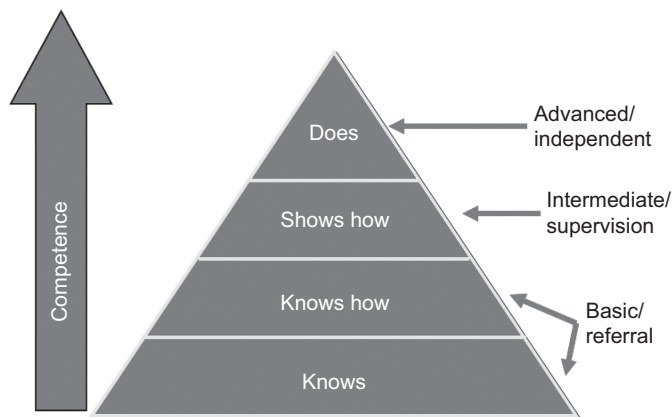 Does
Advanced/
independent
Shows how
Intermediate/
supervision
Knows how
Basic/
referral
Knows
Competence